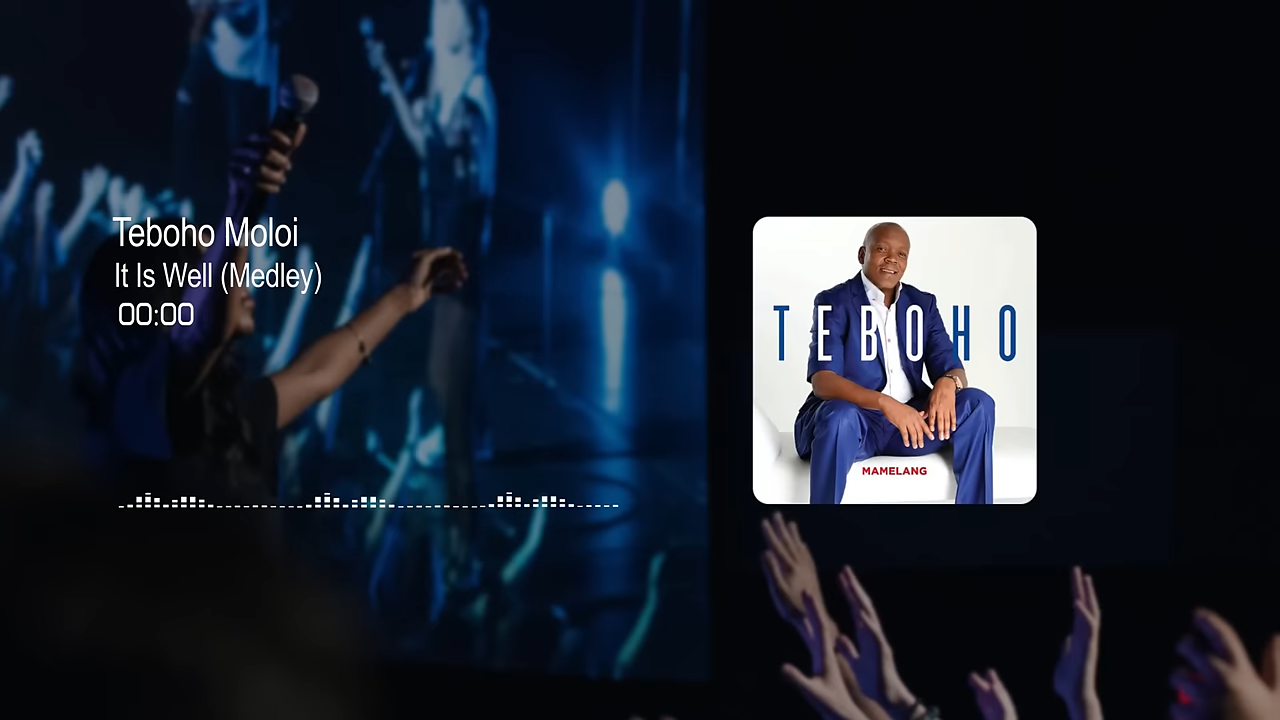 Teboho Moloi
It Is Well (Medley)
00:00
TEBOHO
MAMELANG